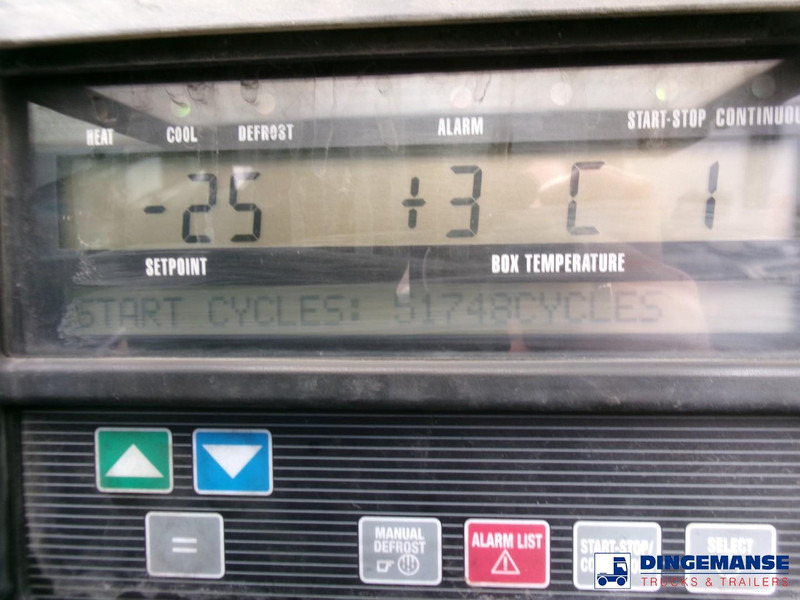 HEAT COOL DEFROST ALARM START-STOP CONTINUOU
-25 +3 C 1
SETPOINT BOX TEMPERATURE
START CYCLES: 51748CYCLES
=
MANUAL DEFROST
ALARM LIST
START-STOP/
SELECT
DINGEMANSE
TRUCKS & TRAILERS